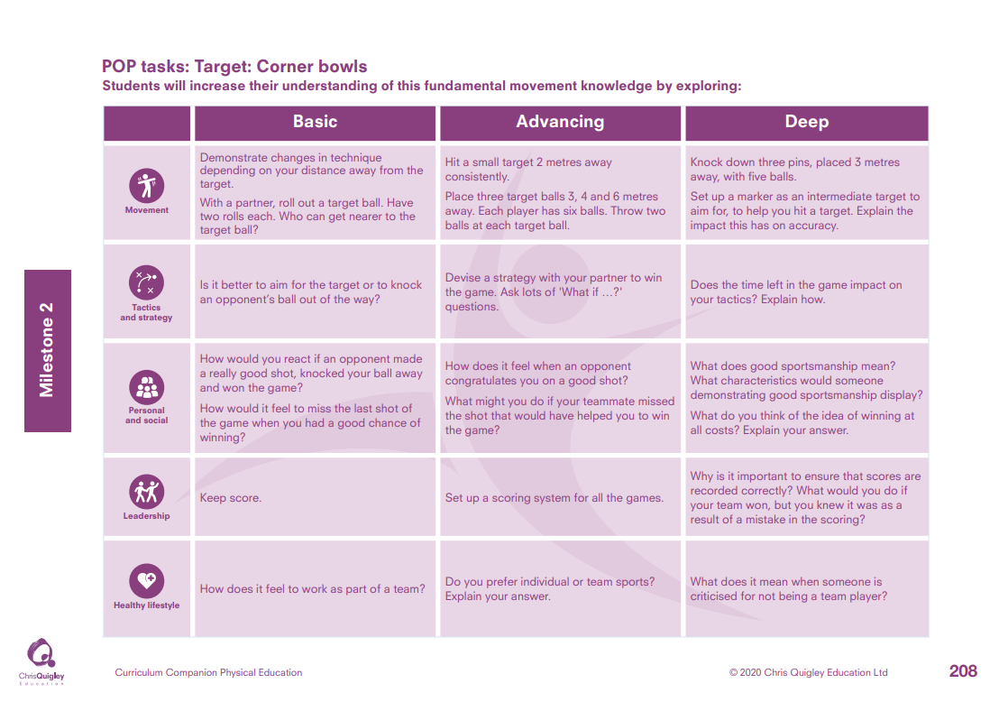 POP tasks: Target: Corner bowls
Students will increase their understanding of this fundamental movement knowledge by exploring:
Basic
Advancing
Deep
Movement
Demonstrate changes in technique
depending on your distance away from the
target.
With a partner, roll out a target ball. Have
two rolls each. Who can get nearer to the
target ball?
Hit a small target 2 metres away
consistently.
Place three target balls 3, 4 and 6 metres
away. Each player has six balls. Throw two
balls at each target ball.
Knock down three pins, placed 3 metres
away, with five balls.
Set up a marker as an intermediate target to
aim for, to help you hit a target. Explain the
impact this has on accuracy.
Tactics
and strategy
Is it better to aim for the target or to knock
an opponent's ball out of the way?
Devise a strategy with your partner to win
the game. Ask lots of 'What if ...?'
questions.
Does the time left in the game impact on
your tactics? Explain how.
Personal
and social
How would you react if an opponent made
a really good shot, knocked your ball away
and won the game?
How would it feel to miss the last shot of
the game when you had a good chance of
winning?
How does it feel when an opponent
congratulates you on a good shot?
What might you do if your teammate missed
the shot that would have helped you to win
the game?
What does good sportsmanship mean?
What characteristics would someone
demonstrating good sportsmanship display?
What do you think of the idea of winning at
all costs? Explain your answer.
Leadership
Keep score.
Set up a scoring system for all the games.
Why is it important to ensure that scores are
recorded correctly? What would you do if
your team won, but you knew it was as a
result of a mistake in the scoring?
Healthy lifestyle
How does it feel to work as part of a team?
Do you prefer individual or team sports?
Explain your answer.
What does it mean when someone is
criticised for not being a team player?
Milestone 2
ChrisQuigley
Education
Curriculum Companion Physical Education
© 2020 Chris Quigley Education Ltd
208